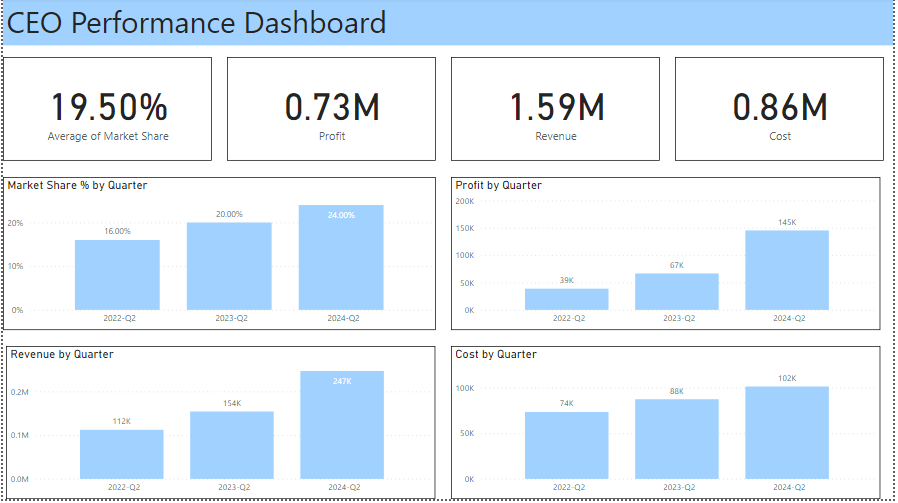 CEO Performance Dashboard
19.50%
Average of Market Share
0.73M
Profit
1.59M
Revenue
0.86M
Cost
Market Share % by Quarter
20%
10%
0%
16.00%
20.00%
24.00%
2022-Q2
2023-Q2
2024-Q2
Profit by Quarter
200K
150K
100K
50K
0K
39K
67K
145K
2022-Q2
2023-Q2
2024-Q2
Revenue by Quarter
0.2M
0.1M
0.0M
112K
154K
247K
2022-Q2
2023-Q2
2024-Q2
Cost by Quarter
100K
50K
0K
74K
88K
102K
2022-Q2
2023-Q2
2024-Q2